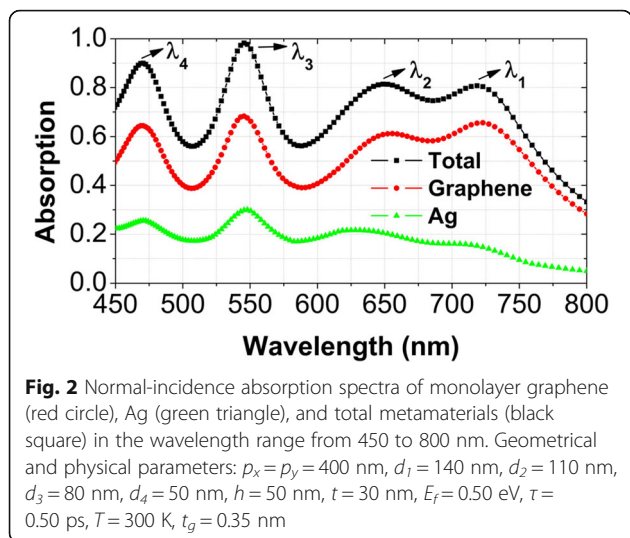 1.0
0.8
0.6
0.4
0.2
0.0
Absorption
λ4
λ3
λ2
λ1
Total
Graphene
Ag
450 500 550 600 650 700 750 800
Wavelength (nm)
Fig. 2 Normal-incidence absorption spectra of monolayer graphene
(red circle), Ag (green triangle), and total metamaterials (black
square) in the wavelength range from 450 to 800 nm. Geometrical
and physical parameters: px = py = 400 nm, d1 = 140 nm, d2 = 110 nm,
d3 = 80 nm, d4 = 50 nm, h = 50 nm, t = 30 nm, Ef = 0.50 eV, τ =
0.50 ps, T = 300 K, tg = 0.35 nm